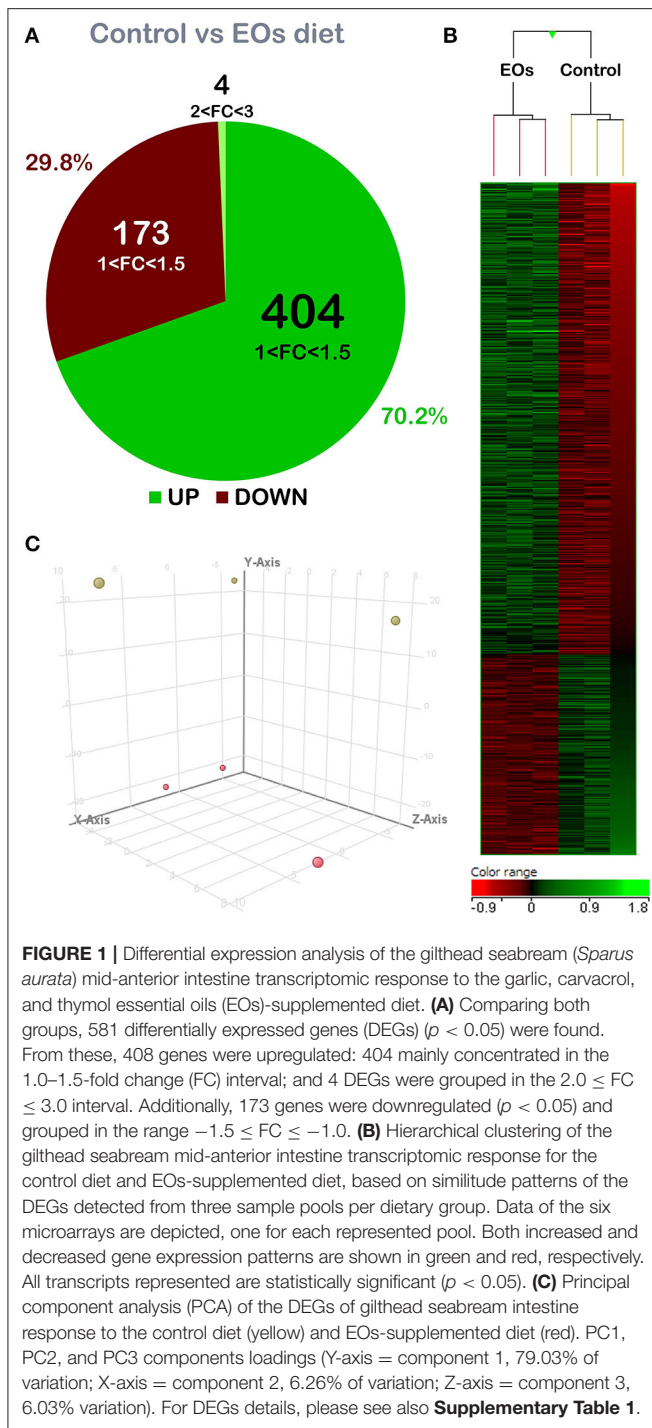 A
Control vs EOs diet
4
2<FC<3
29.8%
173
1<FC<1.5
404
1<FC<1.5
70.2%
UP DOWN
B
EOs Control
Color range
-0.9 0 0.9 1.8
C
Y-Axis
X-Axis
Z-Axis
FIGURE 1 | Differential expression analysis of the gilthead seabream (Sparus
aurata) mid-anterior intestine transcriptomic response to the garlic, carvacrol,
and thymol essential oils (EOs)-supplemented diet. (A) Comparing both
groups, 581 differentially expressed genes (DEGs) (p < 0.05) were found.
From these, 408 genes were upregulated: 404 mainly concentrated in the
1.0–1.5-fold change (FC) interval; and 4 DEGs were grouped in the 2.0 ≤ FC
≤ 3.0 interval. Additionally, 173 genes were downregulated (p < 0.05) and
grouped in the range −1.5 ≤ FC ≤ −1.0. (B) Hierarchical clustering of the
gilthead seabream mid-anterior intestine transcriptomic response for the
control diet and EOs-supplemented diet, based on similitude patterns of the
DEGs detected from three sample pools per dietary group. Data of the six
microarrays are depicted, one for each represented pool. Both increased and
decreased gene expression patterns are shown in green and red, respectively.
All transcripts represented are statistically significant (p < 0.05). (C) Principal
component analysis (PCA) of the DEGs of gilthead seabream intestine
response to the control diet (yellow) and EOs-supplemented diet (red). PC1,
PC2, and PC3 components loadings (Y-axis = component 1, 79.03% of
variation; X-axis = component 2, 6.26% of variation; Z-axis = component 3,
6.03% variation). For DEGs details, please see also Supplementary Table 1.